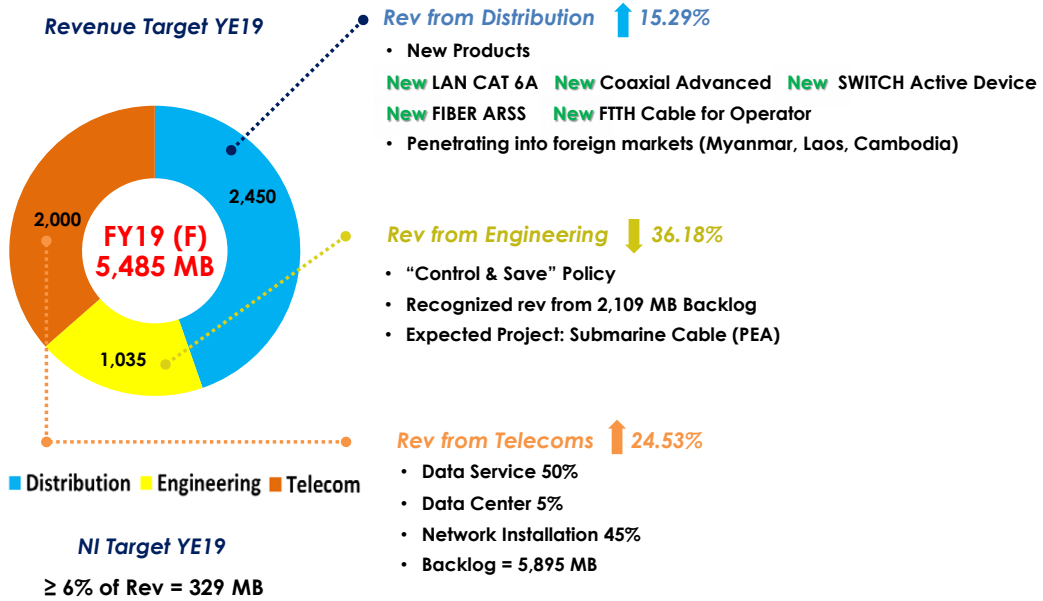 Revenue Target YE19
2,450
2,000
1,035
FY19 (F)
5,485 MB
Distribution Engineering Telecom
NI Target YE19
≥ 6% of Rev = 329 MB
Rev from Distribution 15.29%
• New Products
New LAN CAT 6A New Coaxial Advanced New SWITCH Active Device
New FIBER ARSS New FTTH Cable for Operator
• Penetrating into foreign markets (Myanmar, Laos, Cambodia)
Rev from Engineering 36.18%
• “Control & Save” Policy
• Recognized rev from 2,109 MB Backlog
• Expected Project: Submarine Cable (PEA)
Rev from Telecoms 24.53%
• Data Service 50%
• Data Center 5%
• Network Installation 45%
• Backlog = 5,895 MB